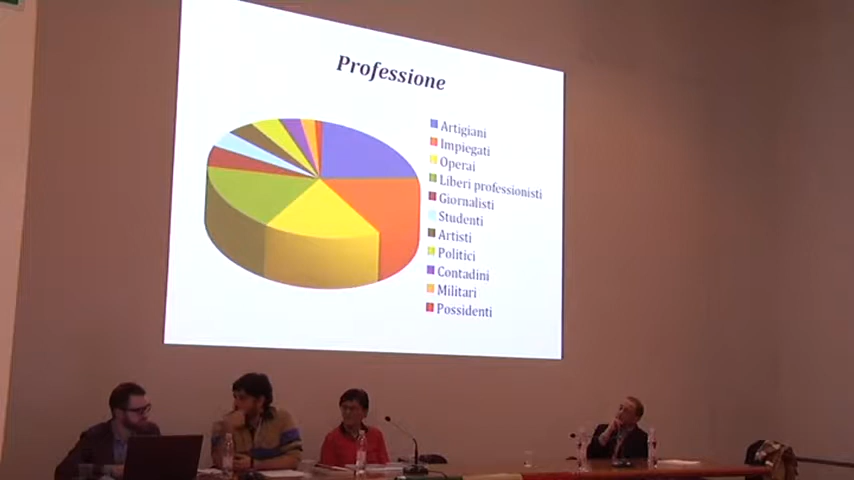 Professione
Artigiani
Impiegati
Operai
Liberi professionisti
Giornalisti
Studenti
Artisti
Politici
Contadini
Militari
Possidenti